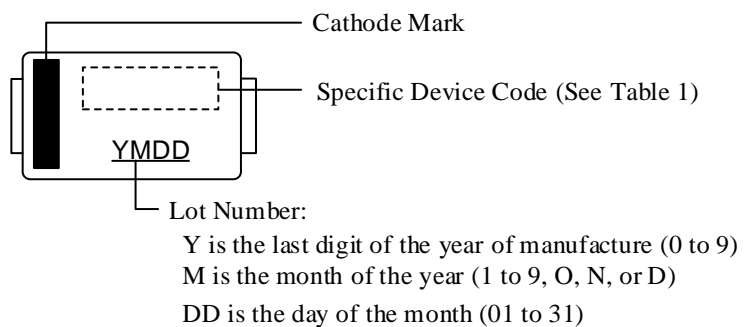 Cathode Mark
Specific Device Code (See Table 1)
YMDD
Lot Number:
Y is the last digit of the year of manufacture (0 to 9)
M is the month of the year (1 to 9, O, N, or D)
DD is the day of the month (01 to 31)